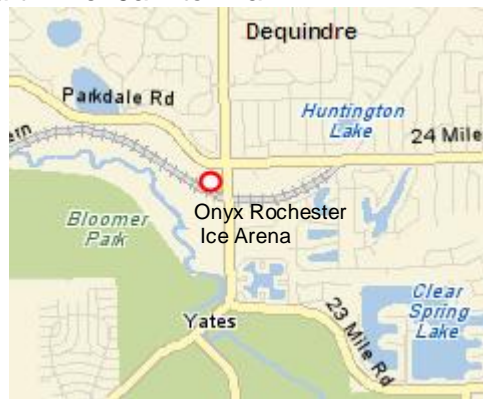 Dequindre
Parkdale Rd
Huntington
Lake
24 Mile
ern
Onyx Rochester
Ice Arena
Bloomer
Park
Clear
Spring
Lake
Yates
23 Mile Rd